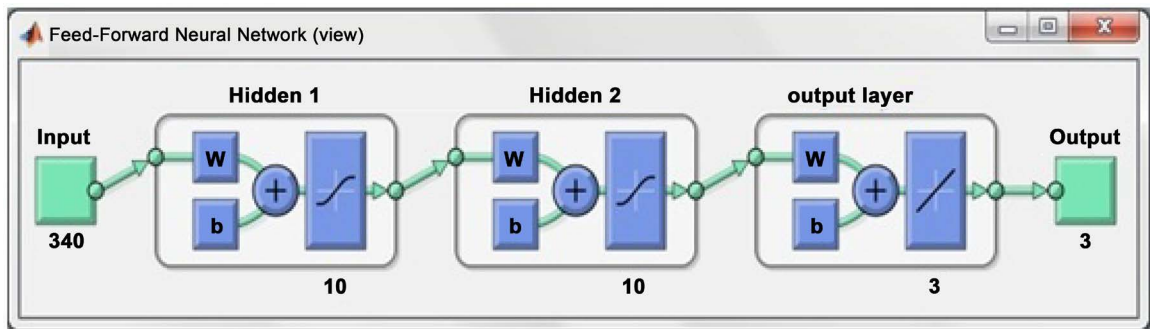 Feed-Forward Neural Network (view)
Hidden 1
Hidden 2
output layer
Input
Output
W
W
W
b
b
b
340
3
10
10
3